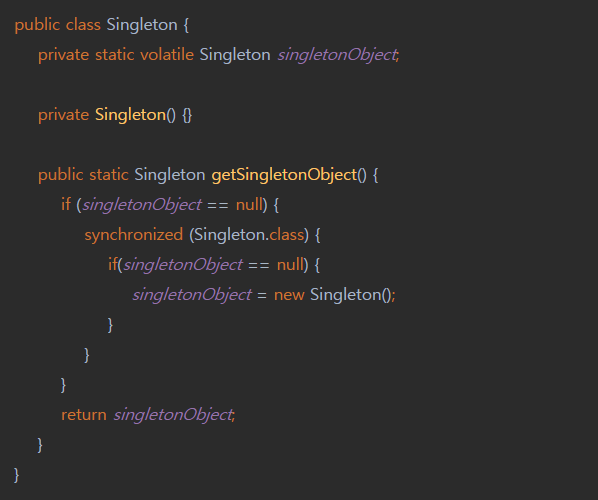 public class Singleton {
private static volatile Singleton singletonObject;
private Singleton() {}
public static Singleton getSingletonObject() {
if (singletonObject == null) {
synchronized (Singleton.class) {
if(singletonObject == null) {
singletonObject = new Singleton();
}
}
}
return singletonObject;
}
}